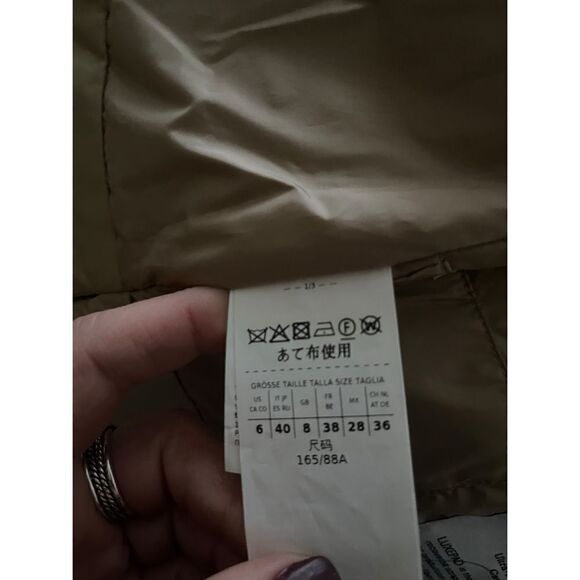 1/3
F W
あて布使用
GRÖSSE TAILLE TALLA SIZE TAGLIA
US CA CO IT JP ES RU GB FR BE MX CH NL AT DE
6 40 8 38 28 36
尺码
165/88A
LUXEPAD